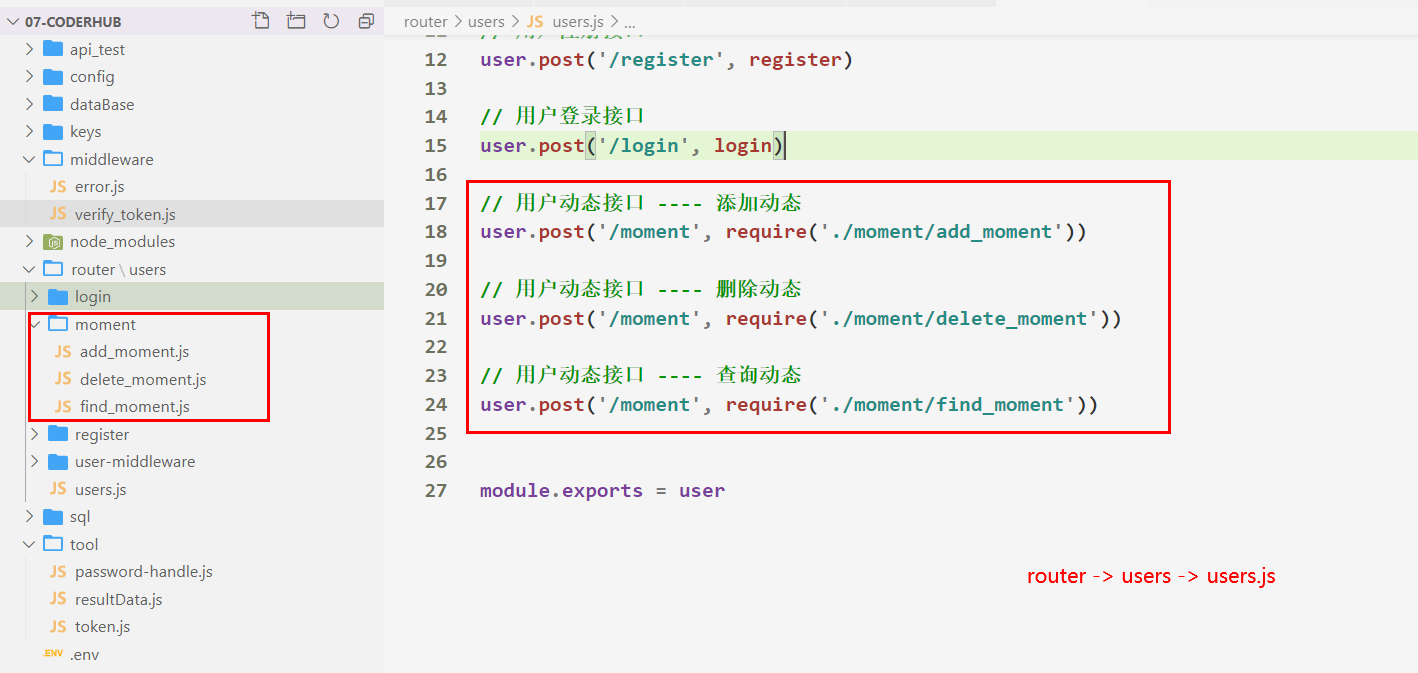 07-CODERHUB
api_test
config
dataBase
keys
middleware
JS error.js
JS verify_token.js
node_modules
router \ users
login
moment
JS add_moment.js
JS delete_moment.js
JS find_moment.js
register
user-middleware
JS users.js
sql
tool
JS password-handle.js
JS resultData.js
JS token.js
.ENV .env
router > users > JS users.js > ...
12 user.post('/register', register)
13
14 // 用户登录接口
15 user.post('/login', login)
16
17 // 用户动态接口 ---- 添加动态
18 user.post('/moment', require('./moment/add_moment'))
19
20 // 用户动态接口 ---- 删除动态
21 user.post('/moment', require('./moment/delete_moment'))
22
23 // 用户动态接口 ---- 查询动态
24 user.post('/moment', require('./moment/find_moment'))
25
26
27 module.exports = user
router -> users -> users.js